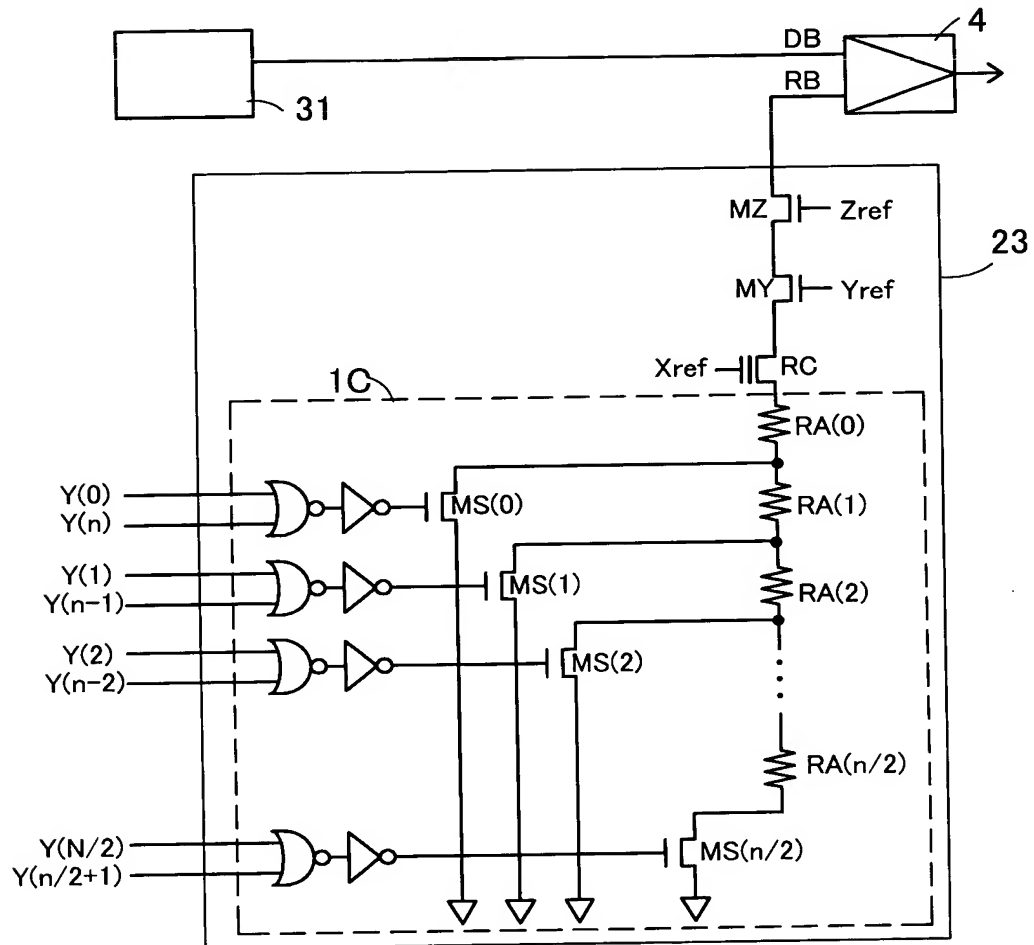 4
DB
RB
31
MZ
Zref
23
MY
Yref
Xref
RC
1C
RA(0)
Y(0)
Y(n)
MS(0)
RA(1)
Y(1)
Y(n-1)
MS(1)
RA(2)
Y(2)
Y(n-2)
MS(2)
RA(n/2)
Y(N/2)
Y(n/2+1)
MS(n/2)